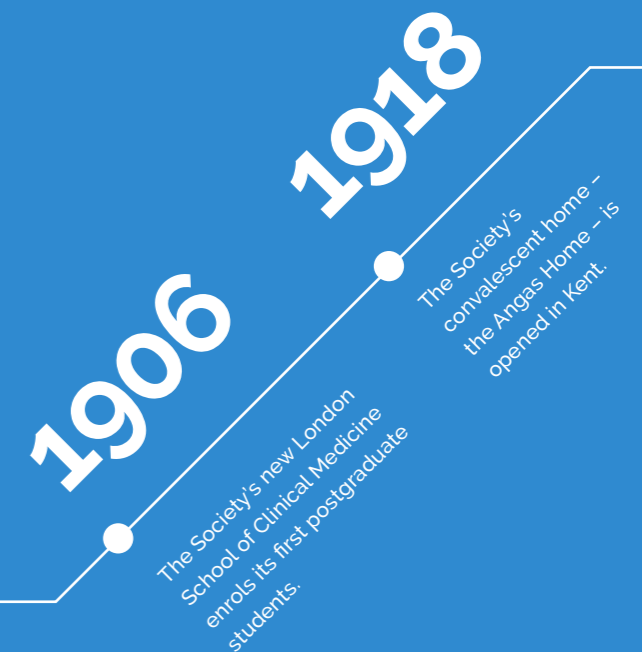 1906
The Society's new London
School of Clinical Medicine
enrols its first postgraduate
students.
1918
The Society's
convalescent home –
the Angas Home – is
opened in Kent.